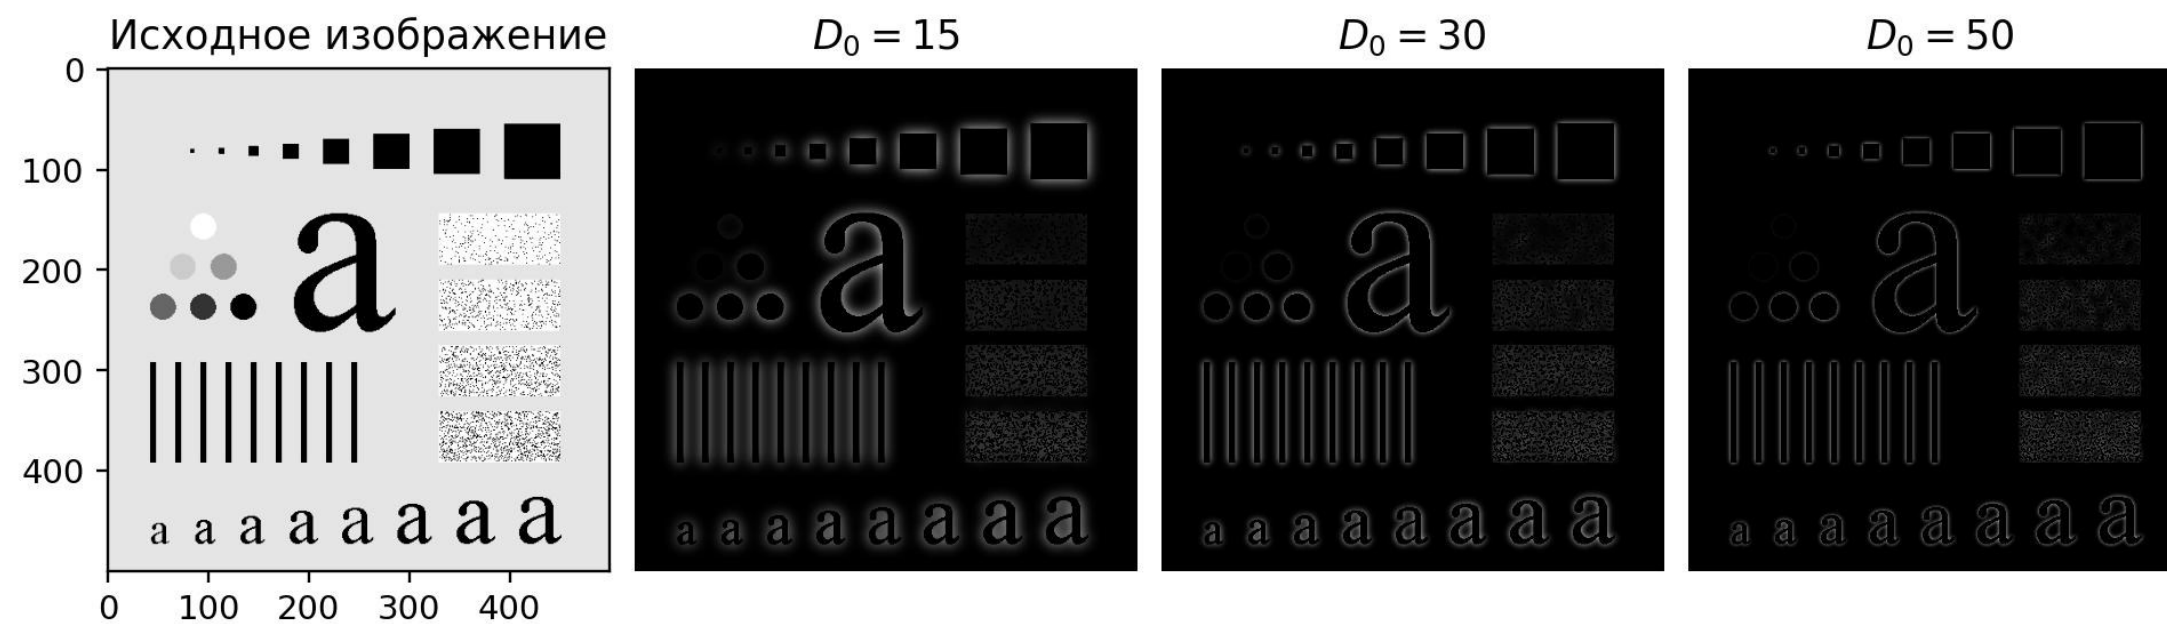 Исходное изображение
D₀ = 15
D₀ = 30
D₀ = 50
0
100
200
300
400
0 100 200 300 400
a
a a a a a a a a
a
a a a a a a a a
a
a a a a a a a a
a
a a a a a a a a